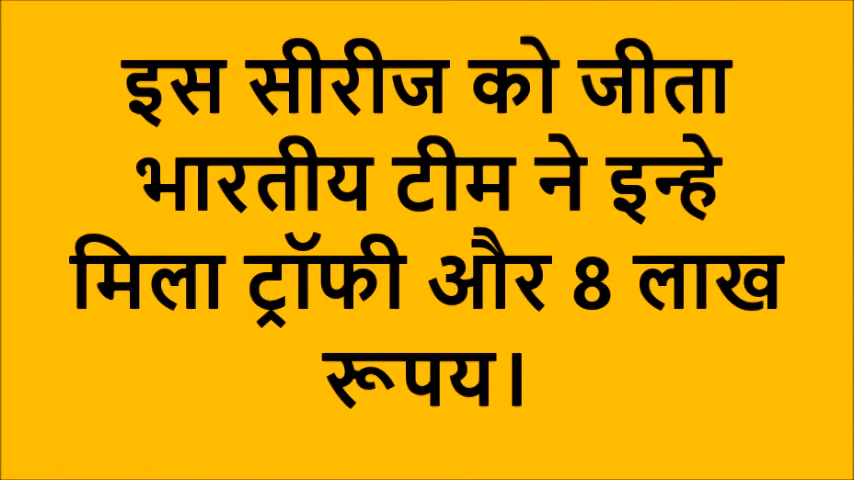 इस सीरीज को जीता
भारतीय टीम ने इन्हे
मिला ट्रॉफी और 8 लाख
रूपय।